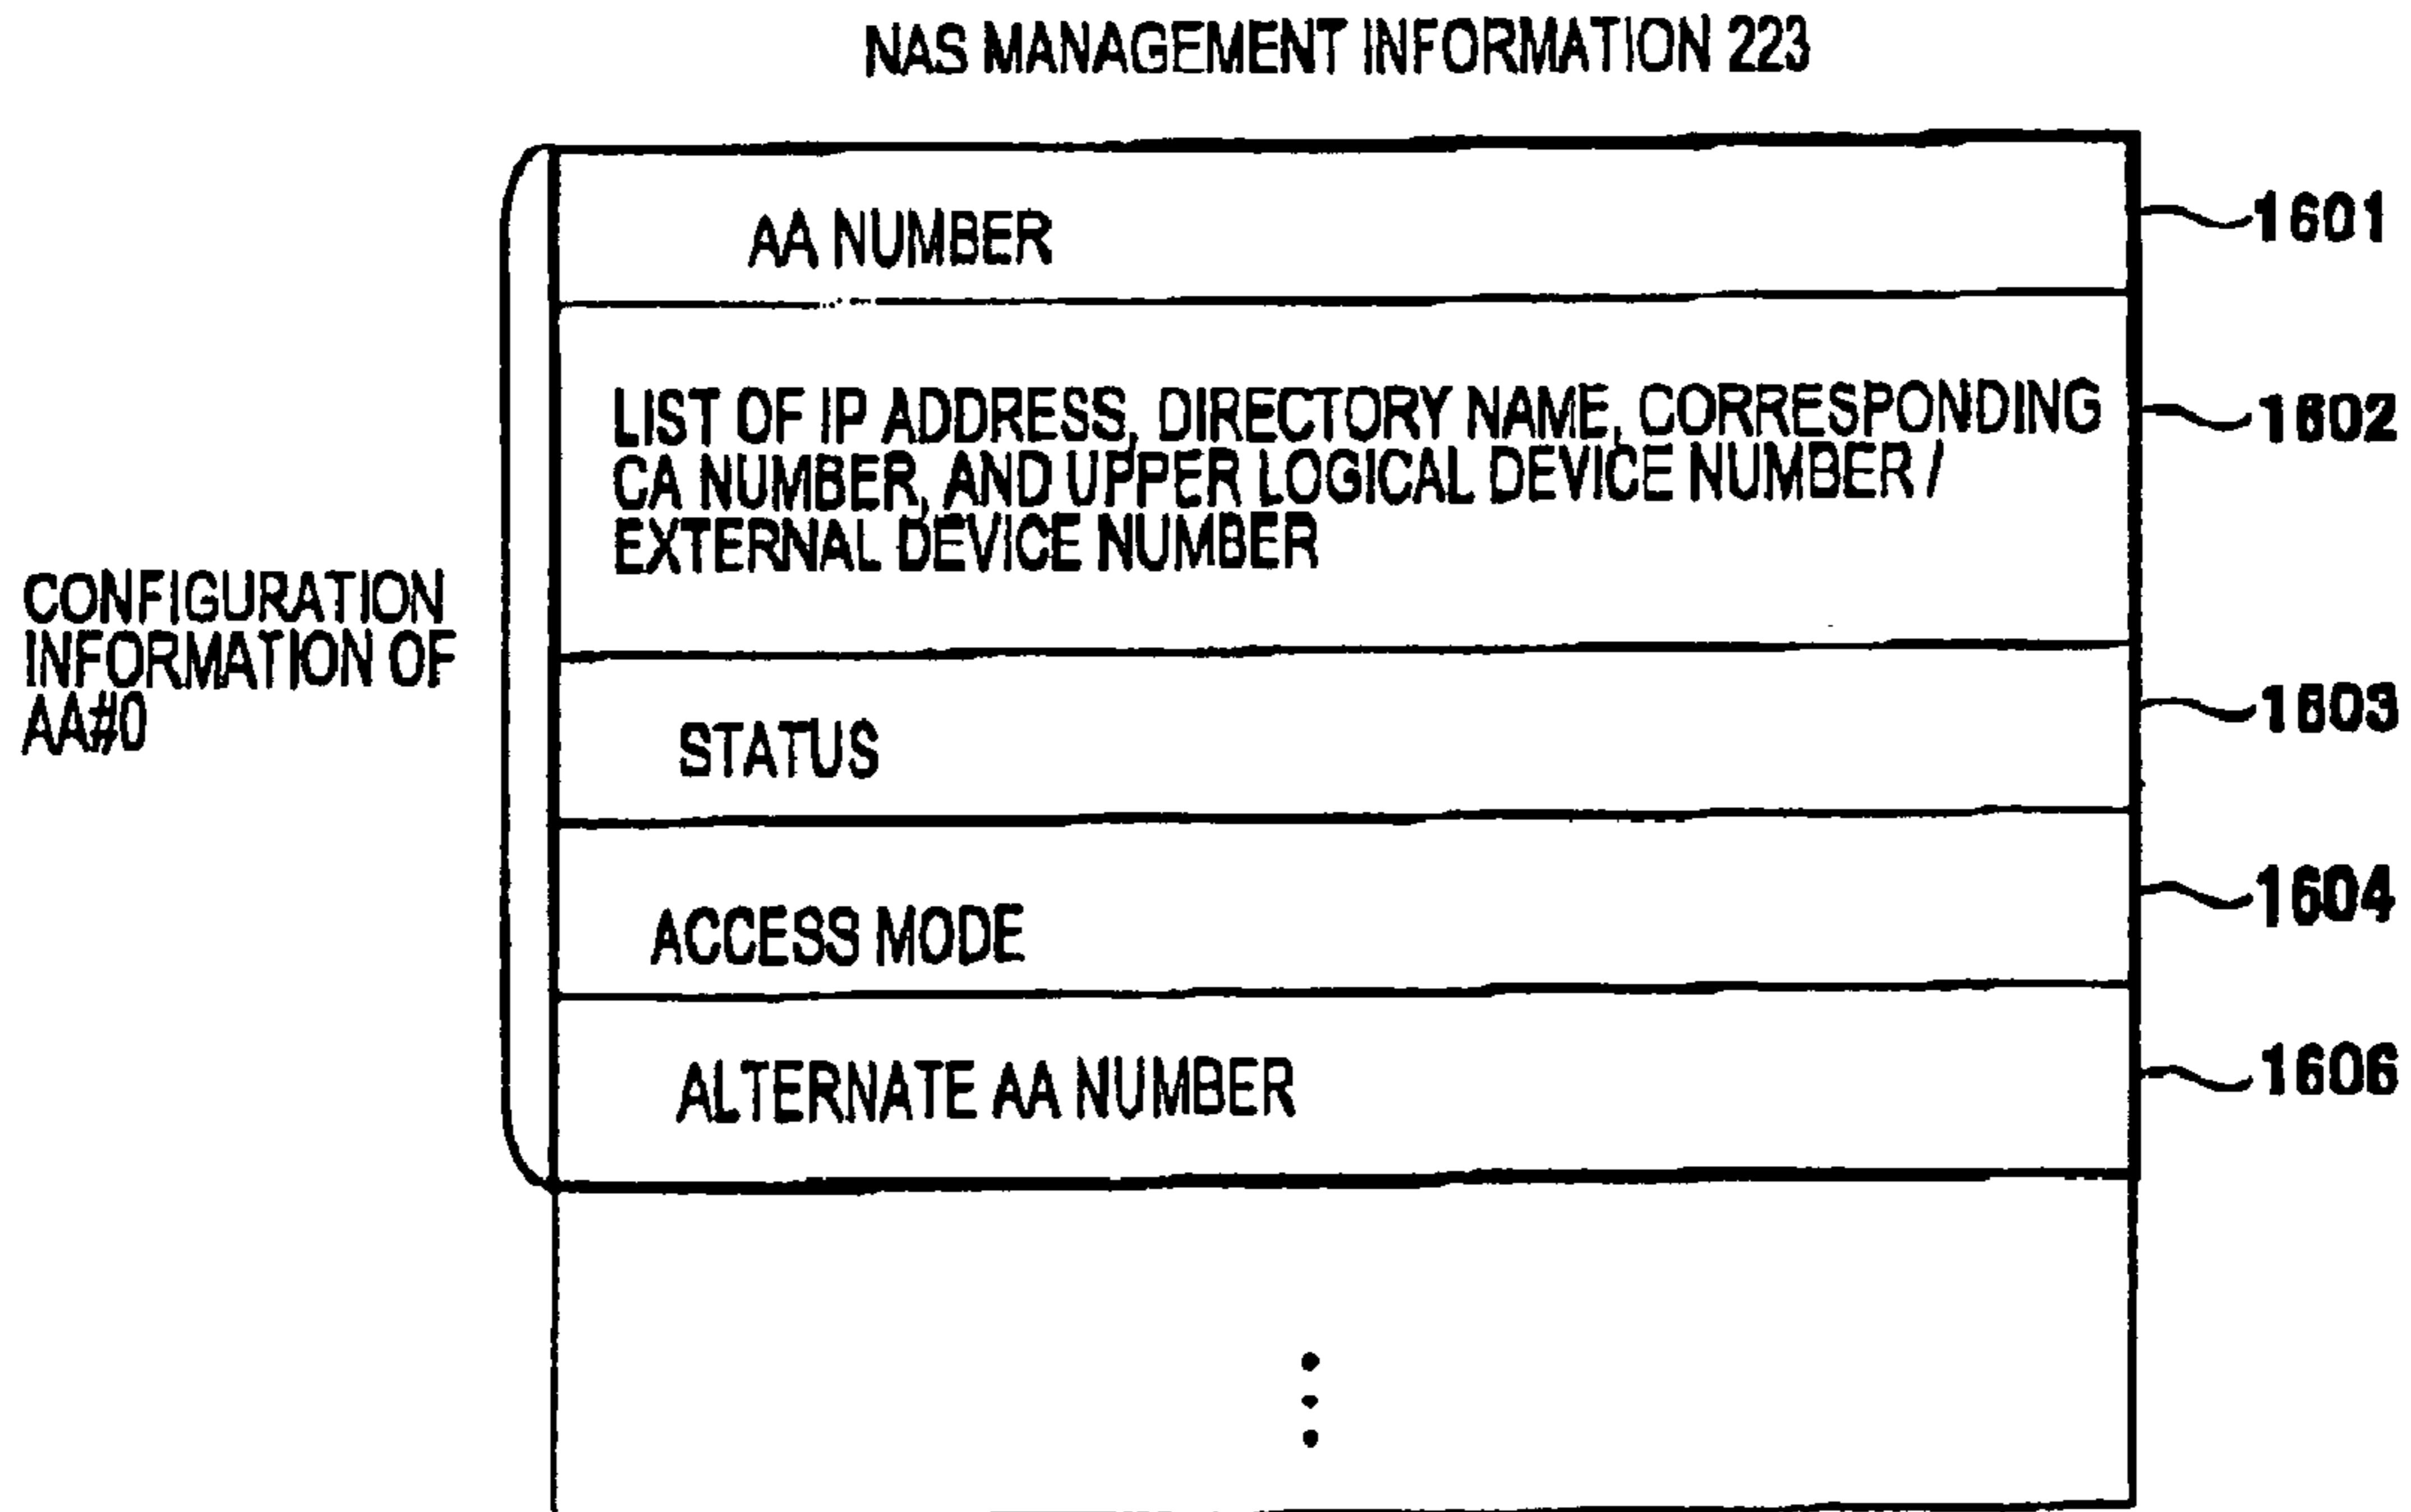 NAS MANAGEMENT INFORMATION 223
AA NUMBER
1601
LIST OF IP ADDRESS, DIRECTORY NAME, CORRESPONDING
CA NUMBER, AND UPPER LOGICAL DEVICE NUMBER /
EXTERNAL DEVICE NUMBER
1602
CONFIGURATION
INFORMATION OF
AA#0
STATUS
1603
ACCESS MODE
1604
ALTERNATE AA NUMBER
1606